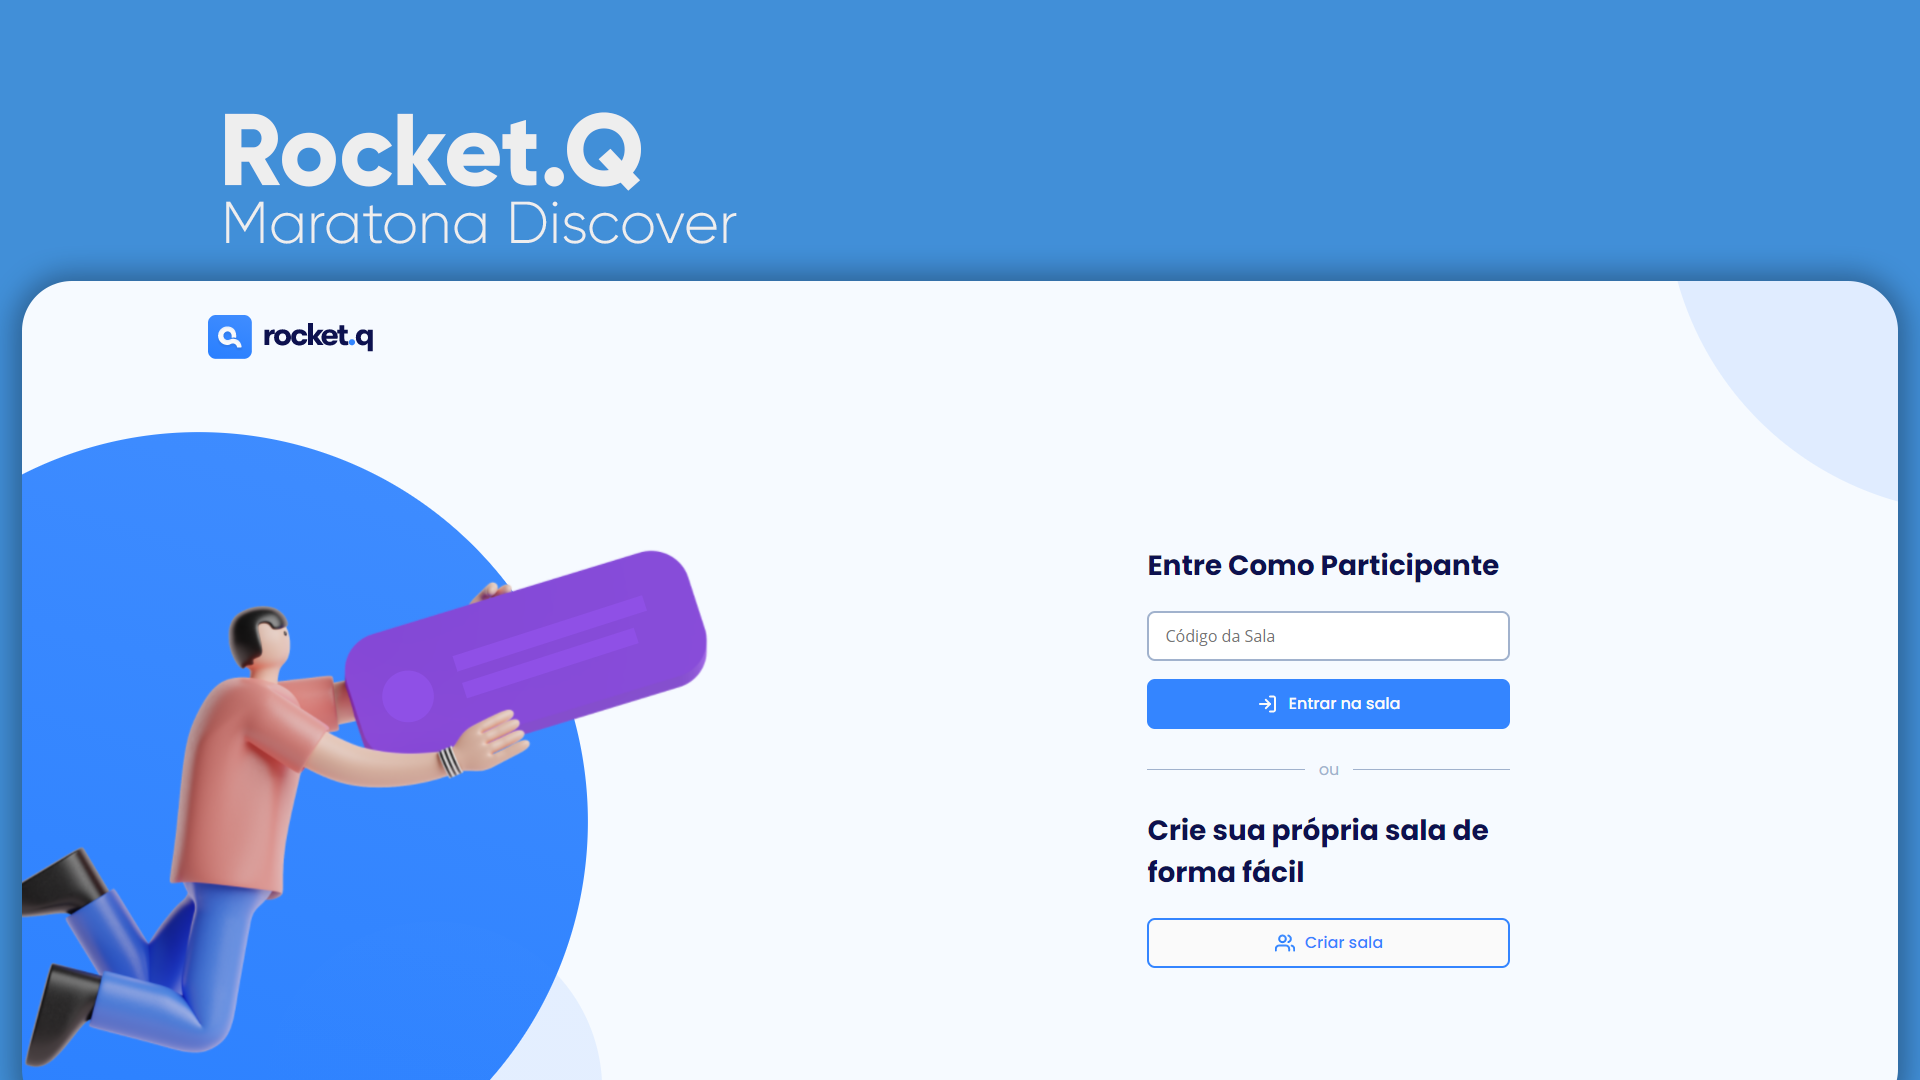 Rocket.Q
Maratona Discover
rocket.q
Entre Como Participante
Código da Sala
Entrar na sala
ou
Crie sua própria sala de
forma fácil
Criar sala